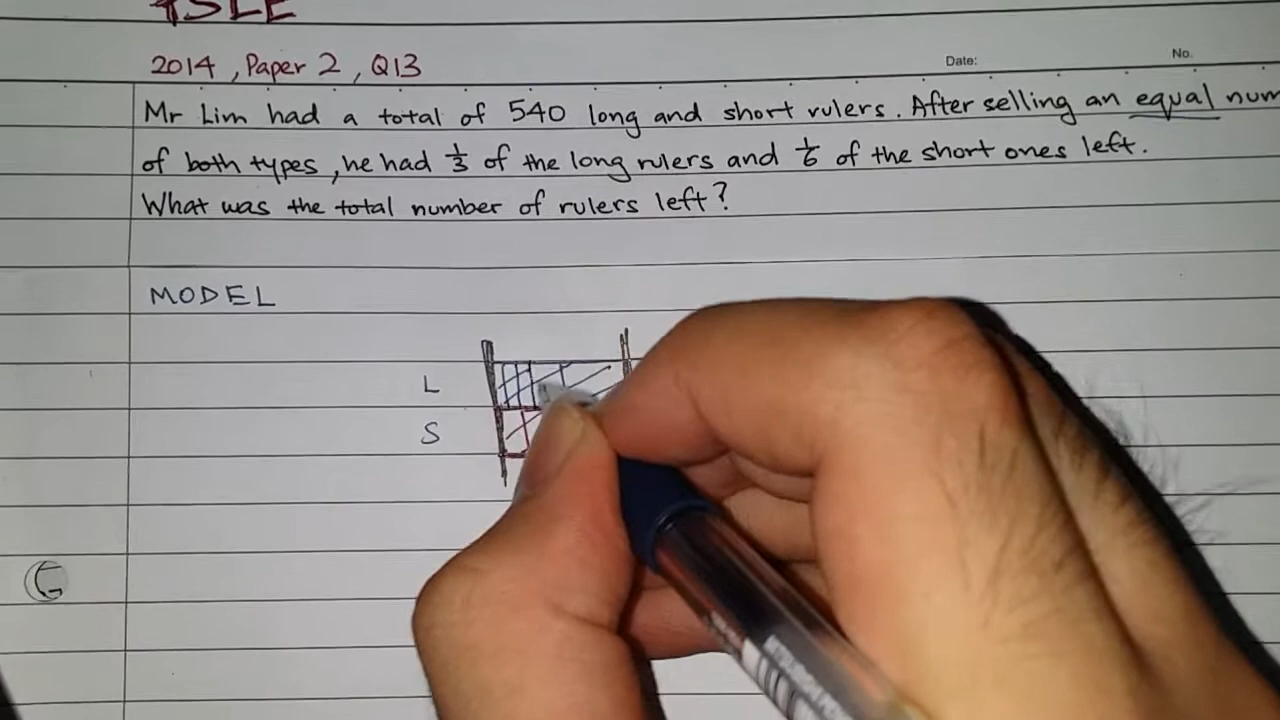 PSLE
2014, Paper 2, Q13
Date:
No.
Mr Lim had a total of 540 long and short rulers. After selling an equal num
of both types, he had 1/3 of the long rulers and 1/6 of the short ones left.
What was the total number of rulers left?
MODEL
L
S